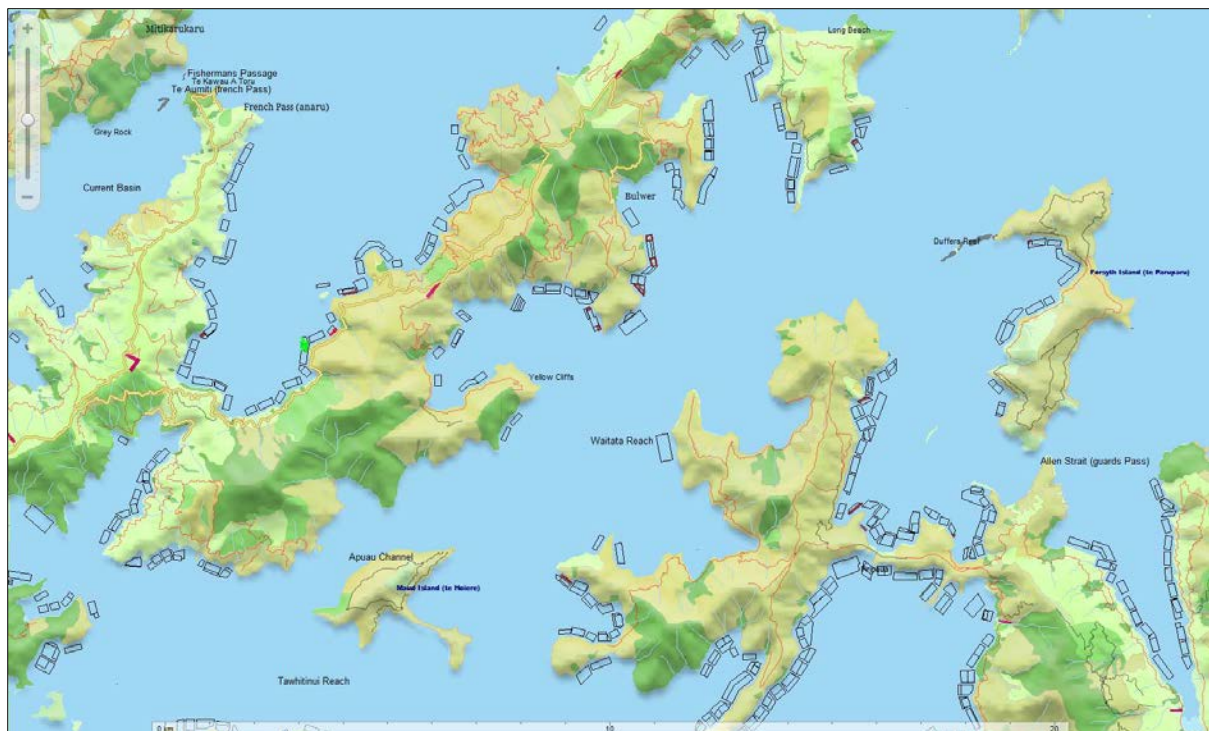 Mitikarukaru
Long Beach
Fishermans Passage
Te Kawau A Toru
Te Aumiti (french Pass)
French Pass (anaru)
Grey Rock
Current Basin
Bulwer
Duffers Reef
Forsyth Island (te Paruparu)
Yellow Cliffs
Waitata Reach
Allen Strait (guards Pass)
Apuau Channel
Maud Island (te Hoiere)
Tawhitinui Reach
0 km
10
20